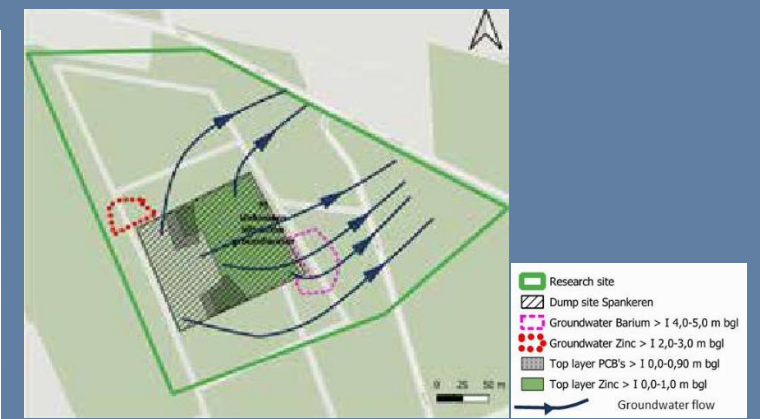 groundwater
0 25 50 m
Research site
Dump site Spankeren
Groundwater Barium > I 4,0-5,0 m bgl
Groundwater Zinc > I 2,0-3,0 m bgl
Top layer PCB's > I 0,0-0,90 m bgl
Top layer Zinc > I 0,0-1,0 m bgl
Groundwater flow